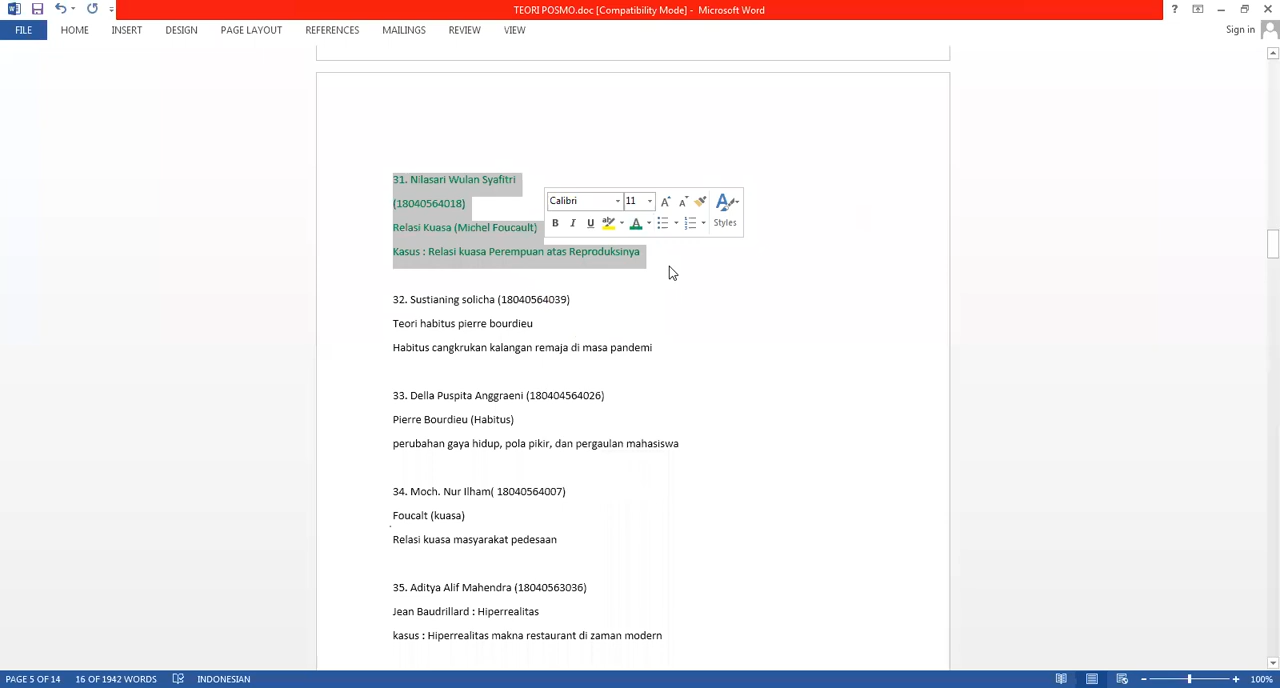 TEORI POSMO.doc [Compatibility Mode] - Microsoft Word
?
FILE HOME INSERT DESIGN PAGE LAYOUT REFERENCES MAILINGS REVIEW VIEW
Sign in
31. Nilasari Wulan Syafitri
(18040564018)
Relasi Kuasa (Michel Foucault)
Kasus : Relasi kuasa Perempuan atas Reproduksinya
Calibri 11
B I U Styles
32. Sustianing solicha (18040564039)
Teori habitus pierre bourdieu
Habitus cangkrukan kalangan remaja di masa pandemi
33. Della Puspita Anggraeni (180404564026)
Pierre Bourdieu (Habitus)
perubahan gaya hidup, pola pikir, dan pergaulan mahasiswa
34. Moch. Nur Ilham( 18040564007)
Foucalt (kuasa)
Relasi kuasa masyarakat pedesaan
35. Aditya Alif Mahendra (18040563036)
Jean Baudrillard : Hiperrealitas
kasus : Hiperrealitas makna restaurant di zaman modern
PAGE 5 OF 14 16 OF 1942 WORDS INDONESIAN 100%